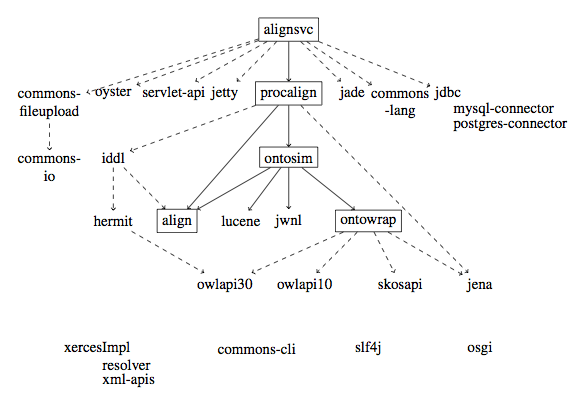 alignsvc
commons-
fileupload
oyster
servlet-api
jetty
procalign
jade
commons
-lang
jdbc
mysql-connector
postgres-connector
commons-
io
iddl
ontosim
hermit
align
lucene
jwnl
ontowrap
owlapi30
owlapi10
skosapi
jena
xercesImpl
resolver
xml-apis
commons-cli
slf4j
osgi